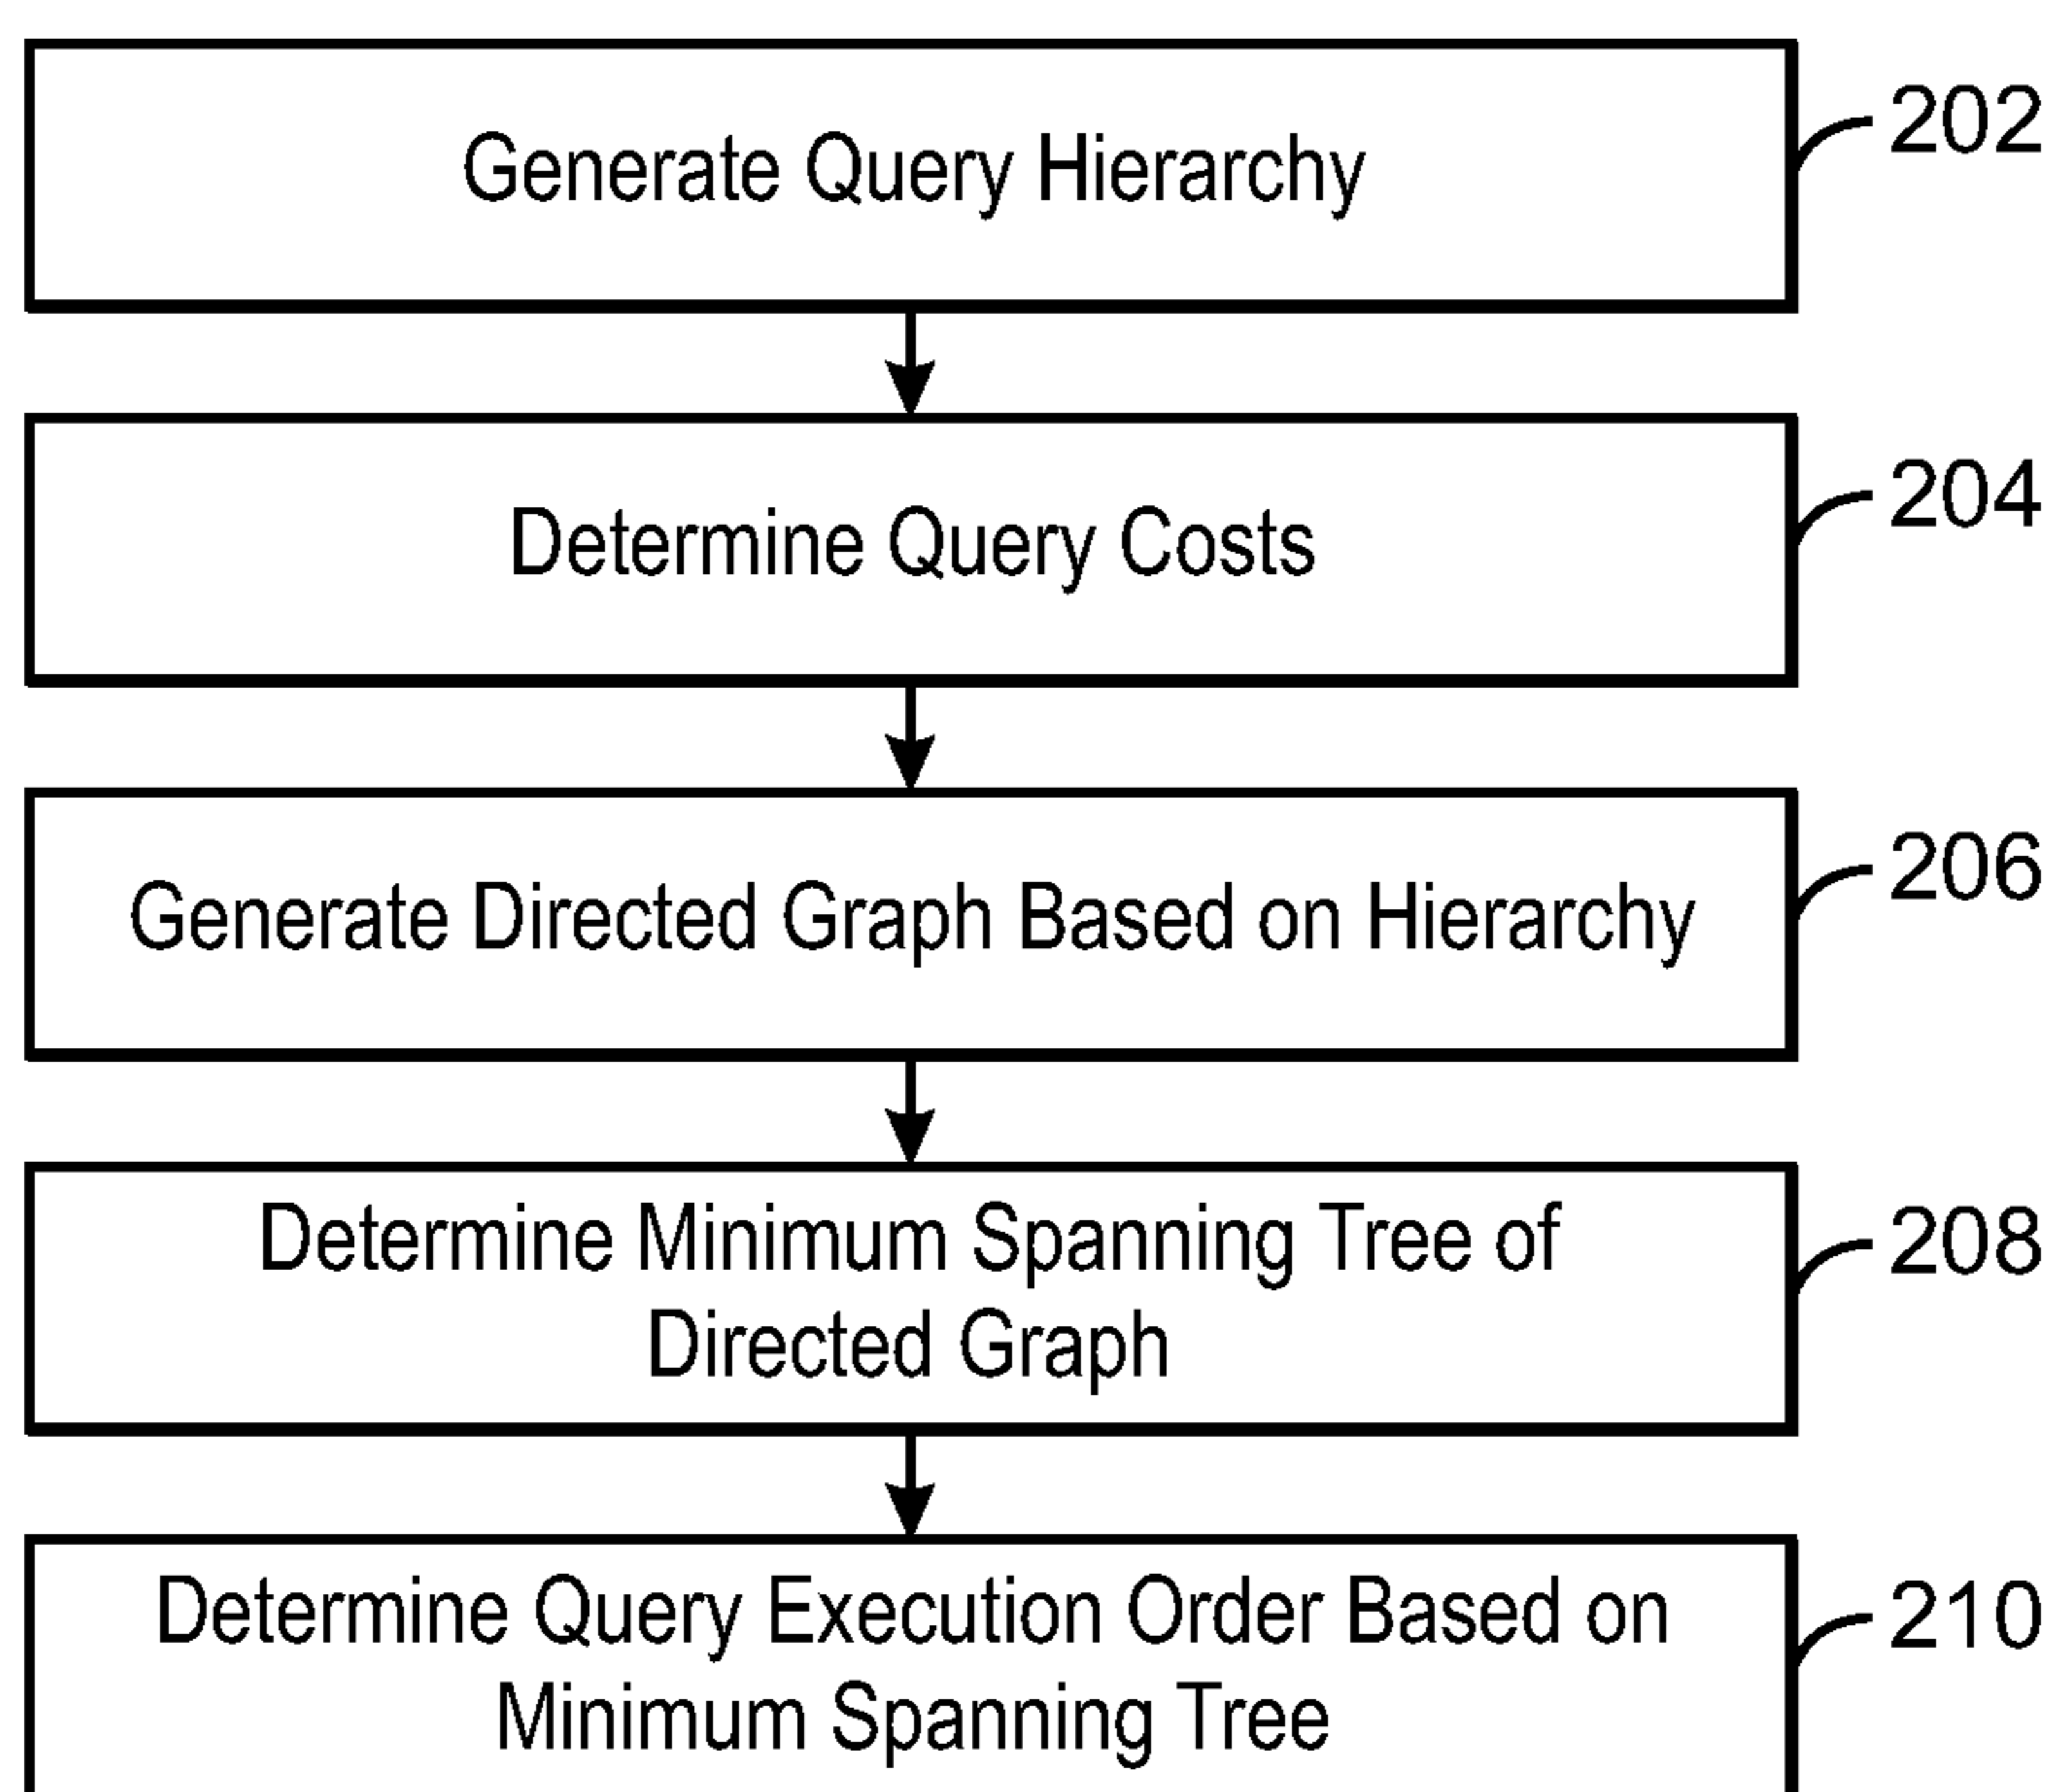 Generate Query Hierarchy
202
Determine Query Costs
204
Generate Directed Graph Based on Hierarchy
206
Determine Minimum Spanning Tree of
Directed Graph
208
Determine Query Execution Order Based on
Minimum Spanning Tree
210